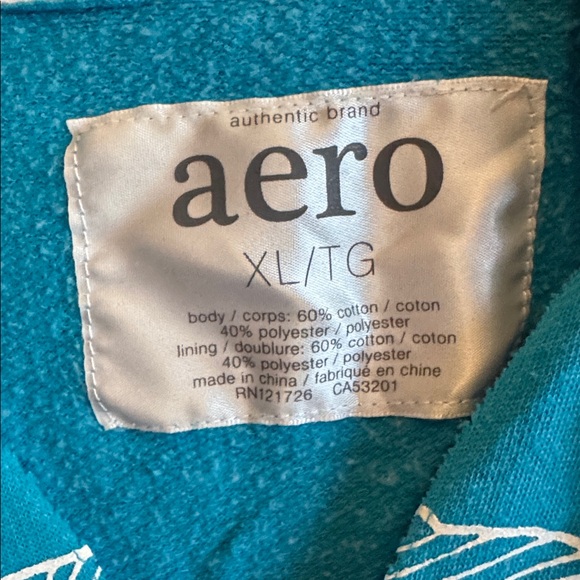 authentic brand
aero
XL/TG
body / corps: 60% cotton / coton
40% polyester / polyester
lining / doublure: 60% cotton / coton
40% polyester / polyester
made in china / fabriqué en chine
RN121726 CA53201